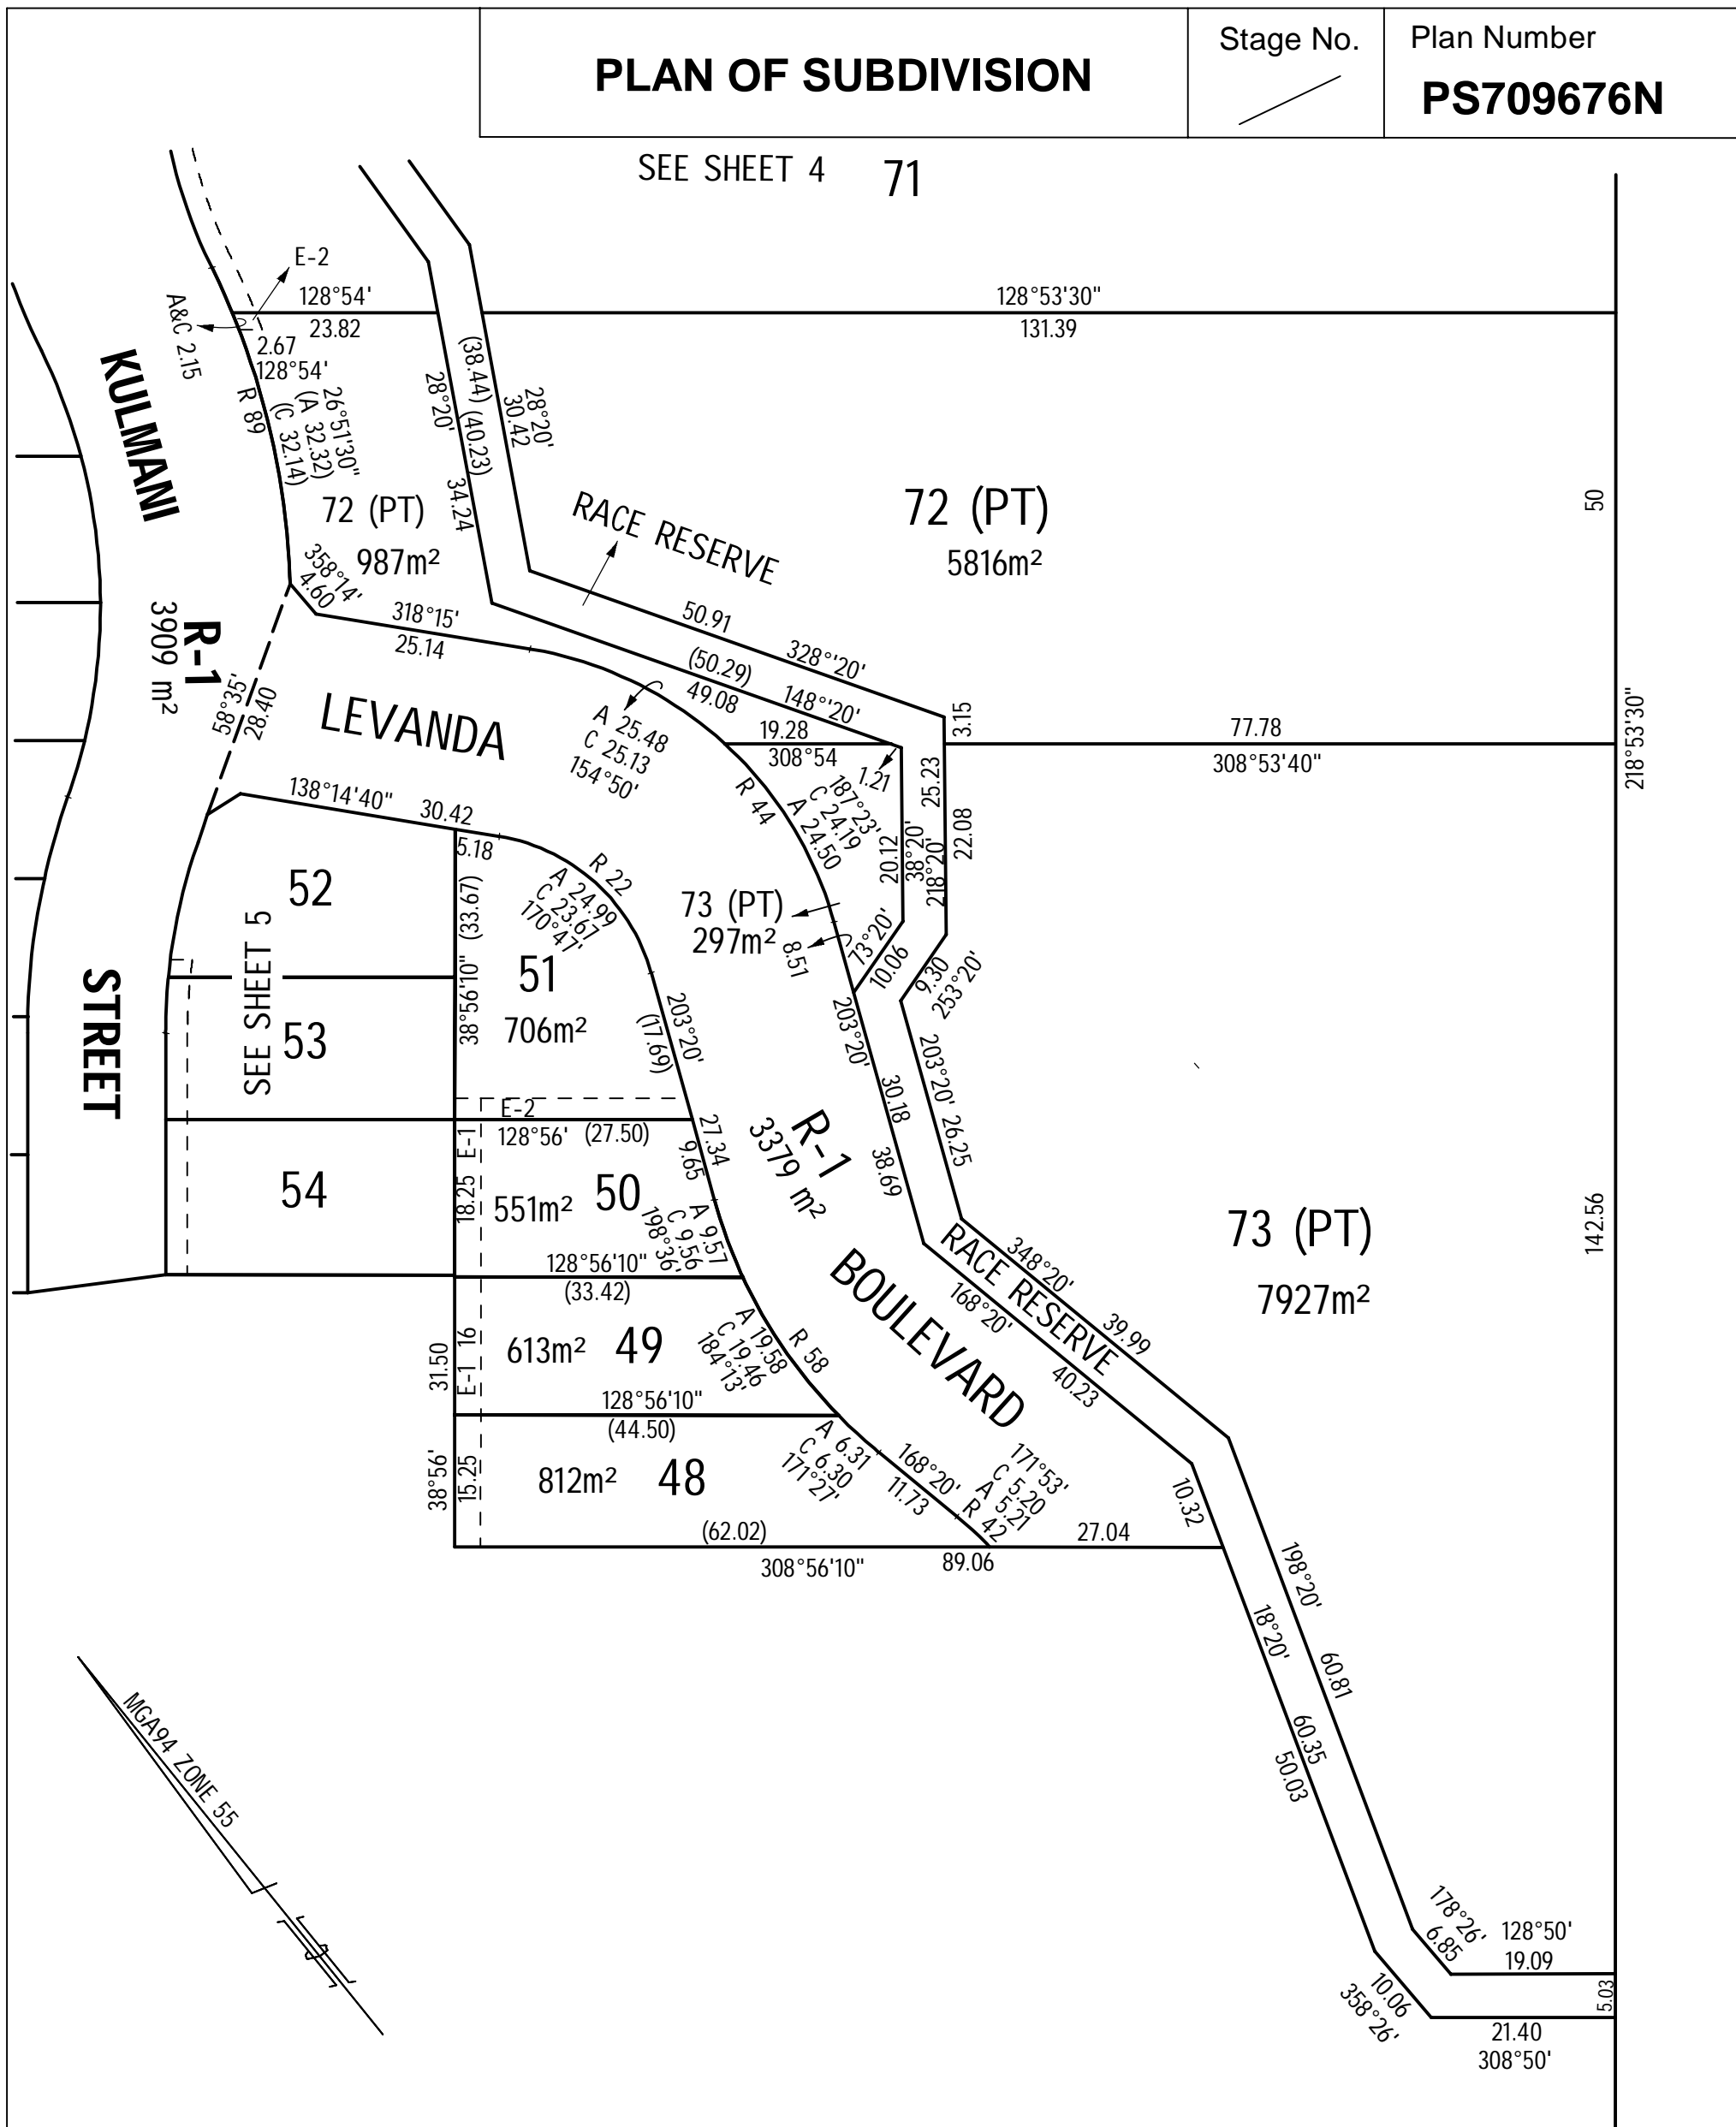 PLAN OF SUBDIVISION
Stage No.
Plan Number
PS709676N
SEE SHEET 4
71
E-2
128°54'
23.82
128°53'30"
131.39
A&C 2.15
2.67
128°54'
R 89
26°51'30"
(A 32.32)
(C 32.14)
KULMANI
STREET
28°20'
34.24
(38.44)
(40.23)
28°20'
30.42
72 (PT)
987m²
RACE RESERVE
72 (PT)
5816m²
50
358°14'
4.60
318°15'
25.14
50.91
328°'20'
(50.29)
49.08
148°'20'
R-1
3909 m²
58°35'
28.40
LEVANDA
A 25.48
C 25.13
154°50'
19.28
308°54
1.21
3.15
77.78
308°53'40"
218°53'30"
R 44
187°23'
C 24.19
A 24.50
25.23
22.08
20.12
38°20'
218°20'
138°14'40"
30.42
5.18
R 22
A 24.99
C 23.67
170°47'
52
SEE SHEET 5
(33.67)
38°56'10"
73 (PT)
297m²
8.51
73°20'
10.06
9.30
253°20'
51
706m²
203°20'
(17.69)
53
203°20'
30.18
38.69
203°20'
26.25
E-2
128°56'
(27.50)
E-1
18.25
27.34
9.65
R-1
3379 m²
54
551m²
50
A 9.57
C 9.56
198°36'
128°56'10"
(33.42)
BOULEVARD
RACE RESERVE
348°20'
39.99
168°20'
40.23
73 (PT)
7927m²
142.56
31.50
E-1
16
613m²
49
A 19.58
C 19.46
184°13'
R 58
128°56'10"
(44.50)
38°56'
15.25
812m²
48
A 6.31
C 6.30
171°27'
168°20'
11.73
171°53'
C 5.20
A 5.21
R 42
(62.02)
308°56'10"
89.06
27.04
10.32
198°20'
60.81
18°20'
60.35
50.03
MGA94 ZONE 55
178°26'
6.85
128°50'
19.09
5.03
10.06
358°26'
21.40
308°50'